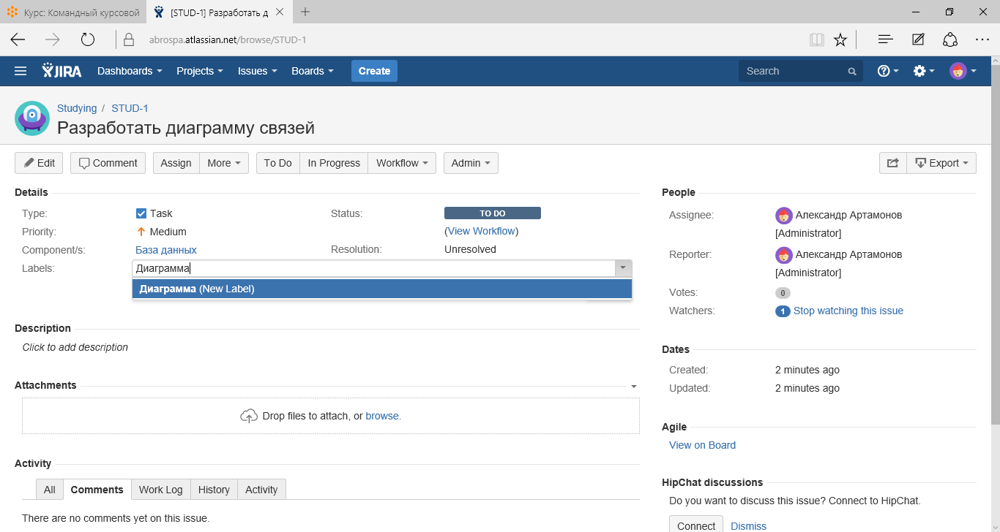 Курс: Командный курсовой
[STUD-1] Разработать д
abrospa.atlassian.net/browse/STUD-1
JIRA Dashboards Projects Issues Boards Create Search
Studying / STUD-1
Разработать диаграмму связей
Edit Comment Assign More To Do In Progress Workflow Admin Export
Details
Type: Task
Status: TO DO
(View Workflow)
Priority: Medium
Component/s: База данных
Resolution: Unresolved
Labels: Диаграмма
Диаграмма (New Label)
Description
Click to add description
Attachments
Drop files to attach, or browse.
Activity
All Comments Work Log History Activity
There are no comments yet on this issue.
People
Assignee: Александр Артамонов
[Administrator]
Reporter: Александр Артамонов
[Administrator]
Votes: 0
Watchers: 1 Stop watching this issue
Dates
Created: 2 minutes ago
Updated: 2 minutes ago
Agile
View on Board
HipChat discussions
Do you want to discuss this issue? Connect to HipChat.
Connect Dismiss